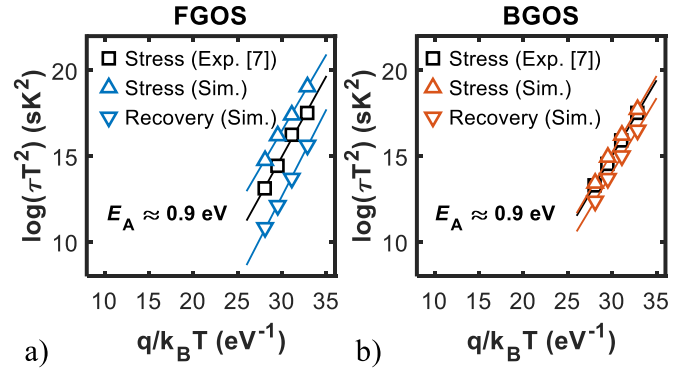 FGOS
20
15
10
log(τT²) (sK²)
Stress (Exp. [7])
Stress (Sim.)
Recovery (Sim.)
E_A ≈ 0.9 eV
10 15 20 25 30 35
q/k_B T (eV⁻¹)
a)
BGOS
20
15
10
log(τT²) (sK²)
Stress (Exp. [7])
Stress (Sim.)
Recovery (Sim.)
E_A ≈ 0.9 eV
10 15 20 25 30 35
q/k_B T (eV⁻¹)
b)